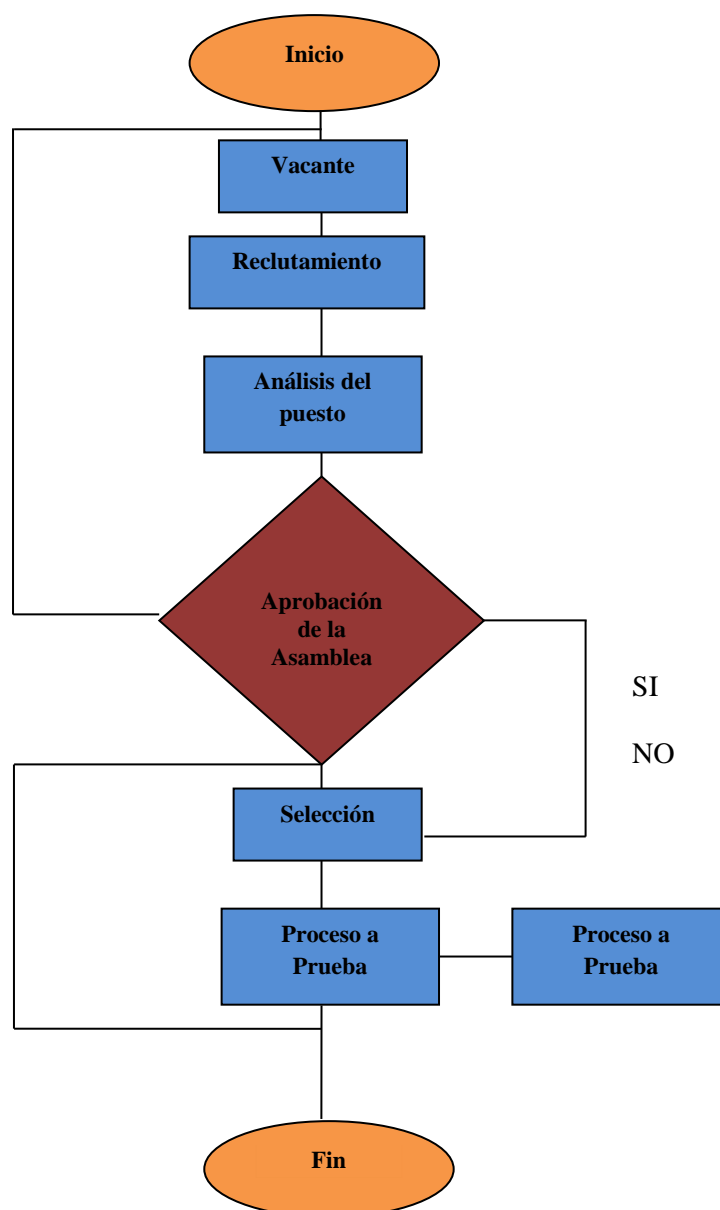 Inicio
Vacante
Reclutamiento
Análisis del
puesto
Aprobación
de la
Asamblea
SI
NO
Selección
Proceso a
Prueba
Proceso a
Prueba
Fin